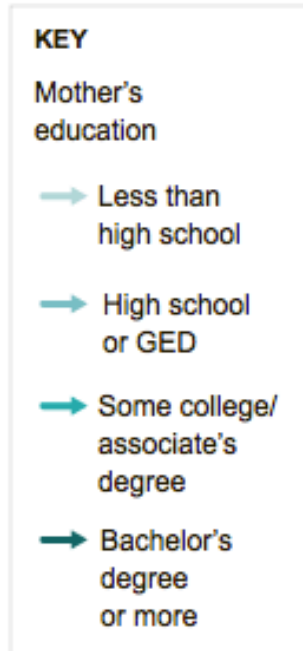 KEY
Mother's
education
Less than
high school
High school
or GED
Some college/
associate's
degree
Bachelor's
degree
or more